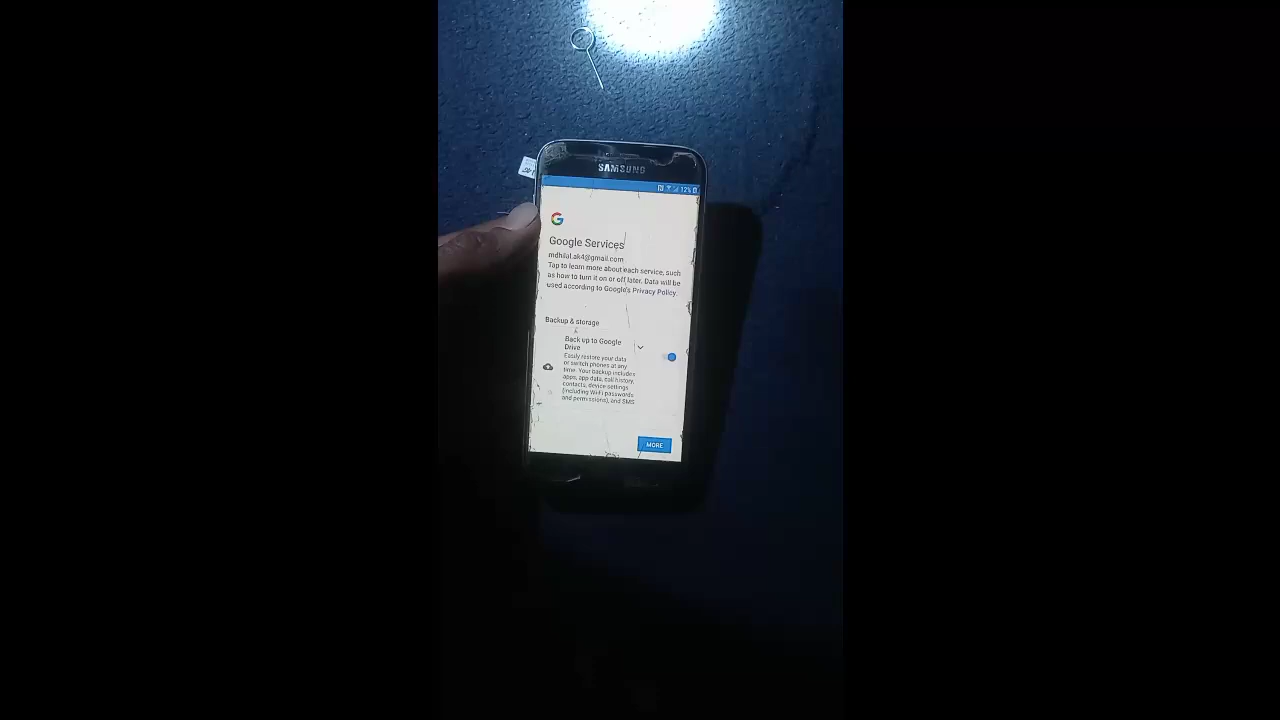 SAMSUNG
12%
Google Services
mdhilal.ak4@gmail.com
Tap to learn more about each service, such
as how to turn it on or off later. Data will be
used according to Google's Privacy Policy.
Backup & storage
Back up to Google
Drive
Easily restore your data
or switch phones at any
time. Your backup includes
apps, app data, call history,
contacts, device settings
(including Wi-Fi passwords
and permissions), and SMS
MORE